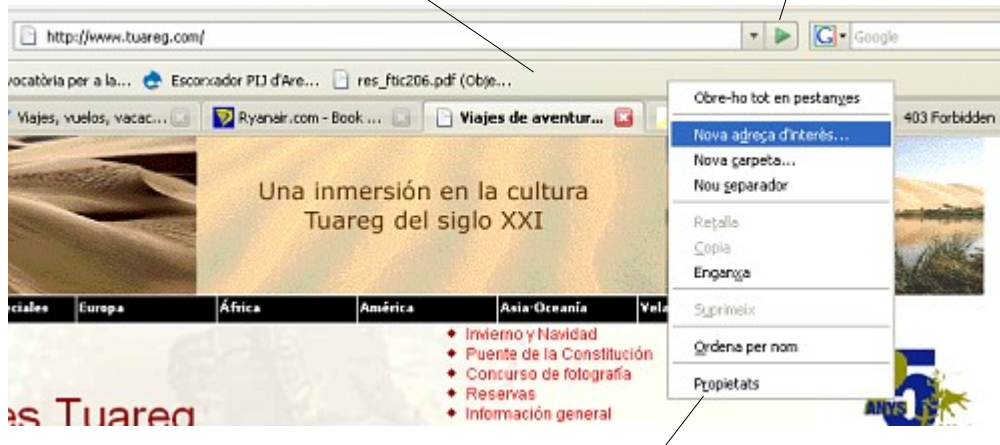 http://www.tuareg.com/
Google
vocatòria per a la... Escorxador PIJ d'Are... res_ftic206.pdf (Obje...
Viajes, vuelos, vacac... Ryanair.com - Book ... Viajes de aventur... 403 Forbidden
Obre-ho tot en pestanyes
Nova adreça d'interès...
Nova carpeta...
Nou separador
Retalla
Copia
Enganxa
Suprimeix
Ordena per nom
Propietats
Una inmersión en la cultura
Tuareg del siglo XXI
eciales Europa África América Asia-Oceanía Vela
Invierno y Navidad
Puente de la Constitución
Concurso de fotografía
Reservas
Información general
es Tuareg
5
ANYS